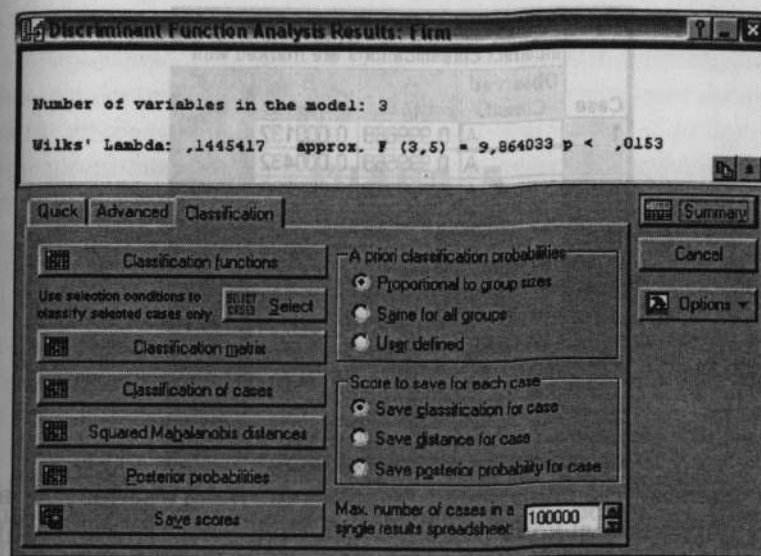 Discriminant Function Analysis Results: Firm
Number of variables in the model: 3
Wilks' Lambda: ,1445417 approx. F (3,5) = 9,864033 p < ,0153
Quick Advanced Classification
Summary
Cancel
Options
Classification functions
Use selection conditions to
classify selected cases only
SELECT
CASES
Select
Classification matrix
Classification of cases
Squared Mahalanobis distances
Posterior probabilities
Save scores
A priori classification probabilities
Proportional to group sizes
Same for all groups
User defined
Score to save for each case
Save classification for case
Save distance for case
Save posterior probability for case
Max. number of cases in a
single results spreadsheet: 100000